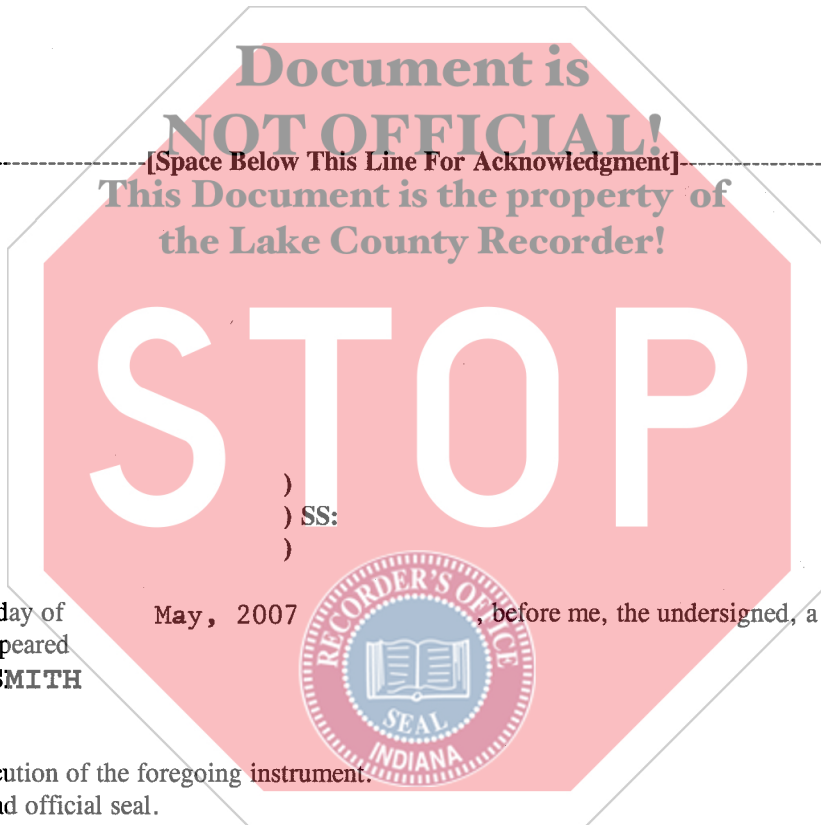 Document is
NOT OFFICIAL!
[Space Below This Line For Acknowledgment]
This Document is the property of
the Lake County Recorder!
STOP
)
) SS:
)
day of May, 2007 , before me, the undersigned, a
peared
SMITH
RECORDER'S OFFICE
SEAL
INDIANA
cution of the foregoing instrument.
nd official seal.